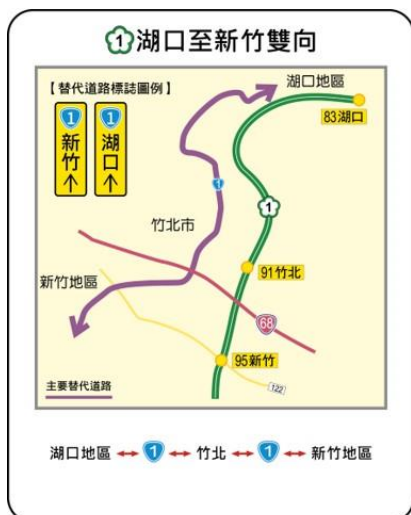 1 湖口至新竹雙向
【替代道路標誌圖例】
1 新竹↑
1 湖口↑
湖口地區
83湖口
1
1
竹北市
新竹地區
91竹北
68
95新竹
122
主要替代道路
湖口地區 ↔ 1 ↔ 竹北 ↔ 1 ↔ 新竹地區